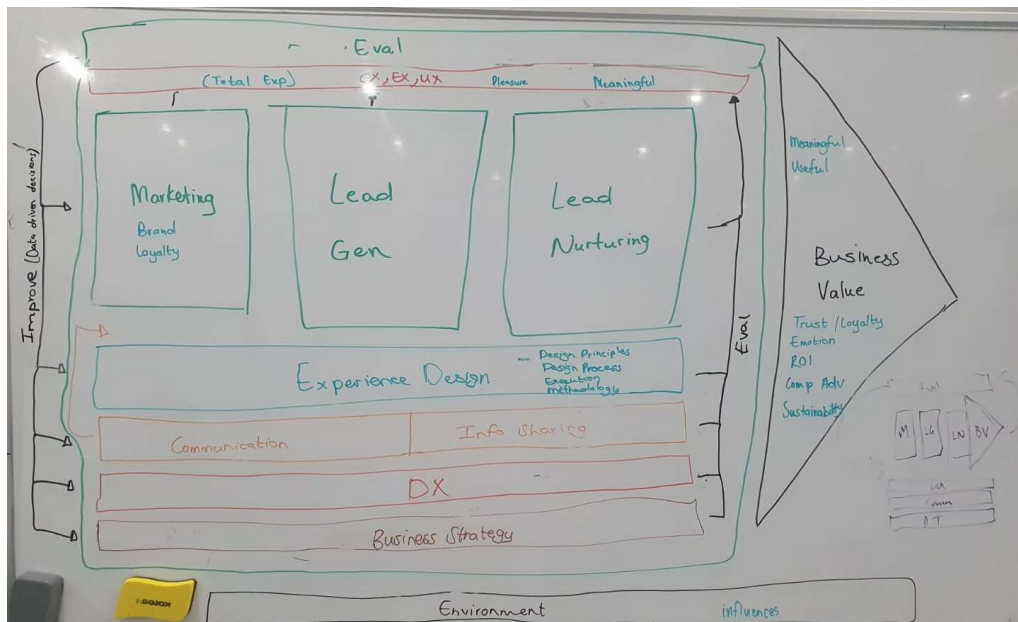 Eval
(Total Exp) CX, EX, UX Pleasure Meaningful
Marketing
Brand
Loyalty
Lead
Gen
Lead
Nurturing
Improve (Data driven decisions)
Eval
Experience Design
- Design Principles
Design Process
Execution
methodology
Communication
Info Sharing
DX
Business Strategy
Meaningful
Useful
Business
Value
Trust / Loyalty
Emotion
ROI
Comp Adv
Sustainability
M
LG
LN
BV
Comm
DT
Environment
influences